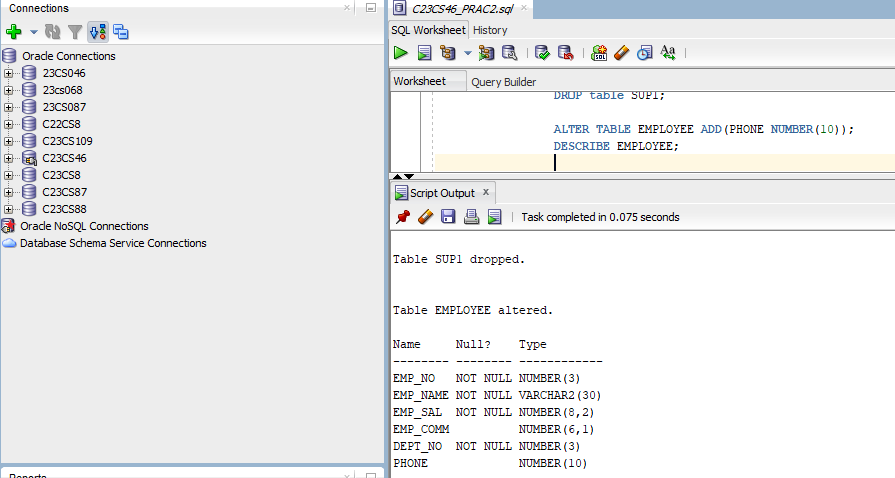 Connections
Oracle Connections
23CS046
23cs068
23CS087
C22CS8
C23CS109
C23CS46
C23CS8
C23CS87
C23CS88
Oracle NoSQL Connections
Database Schema Service Connections
Reports
C23CS46_PRAC2.sql
SQL Worksheet History
Worksheet Query Builder
DROP table SUP1;
ALTER TABLE EMPLOYEE ADD(PHONE NUMBER(10));
DESCRIBE EMPLOYEE;
Script Output x
Task completed in 0.075 seconds
Table SUP1 dropped.
Table EMPLOYEE altered.
Name     Null?    Type
-------- -------- ------------
EMP_NO   NOT NULL NUMBER(3)
EMP_NAME NOT NULL VARCHAR2(30)
EMP_SAL  NOT NULL NUMBER(8,2)
EMP_COMM          NUMBER(6,1)
DEPT_NO  NOT NULL NUMBER(3)
PHONE             NUMBER(10)